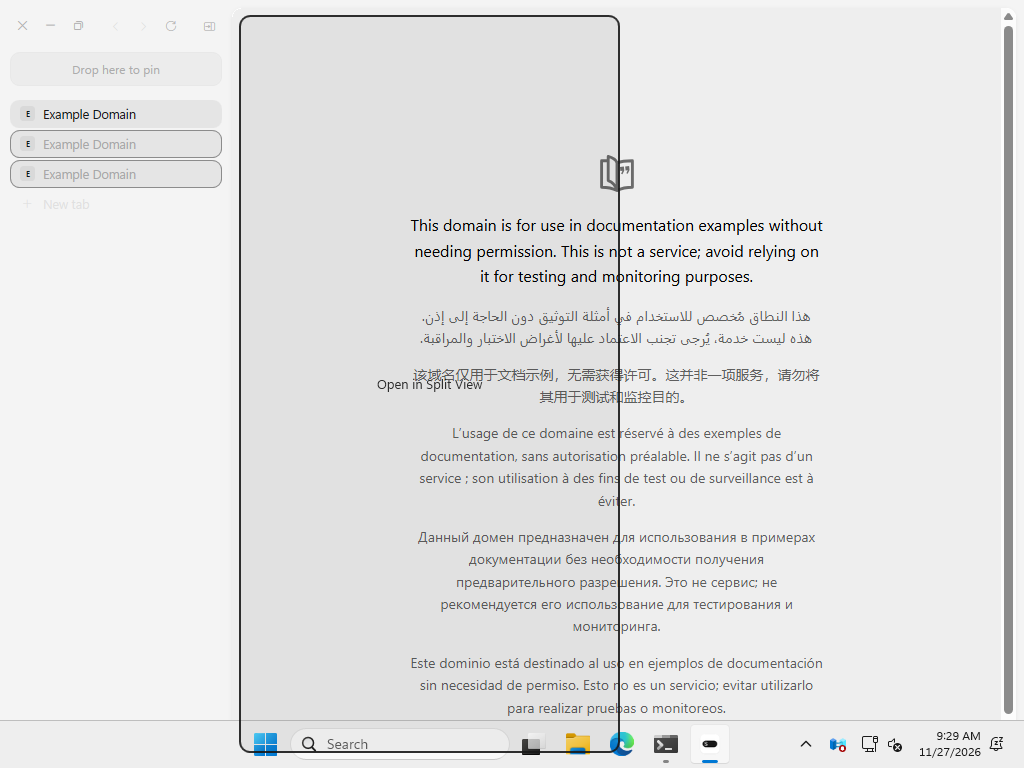 Drop here to pin
E Example Domain
E Example Domain
E Example Domain
+ New tab
This domain is for use in documentation examples without
needing permission. This is not a service; avoid relying on
it for testing and monitoring purposes.
هذا النطاق مُخصص للاستخدام في أمثلة التوثيق دون الحاجة إلى إذن.
هذه ليست خدمة، يُرجى تجنب الاعتماد عليها لأغراض الاختبار والمراقبة.
该域名仅用于文档示例，无需获得许可。这并非一项服务，请勿将
其用于测试和监控目的。
Open in Split View
L’usage de ce domaine est réservé à des exemples de
documentation, sans autorisation préalable. Il ne s’agit pas d’un
service ; son utilisation à des fins de test ou de surveillance est à
éviter.
Данный домен предназначен для использования в примерах
документации без необходимости получения
предварительного разрешения. Это не сервис; не
рекомендуется его использование для тестирования и
мониторинга.
Este dominio está destinado al uso en ejemplos de documentación
sin necesidad de permiso. Esto no es un servicio; evitar utilizarlo
para realizar pruebas o monitoreos.
Search
9:29 AM
11/27/2026